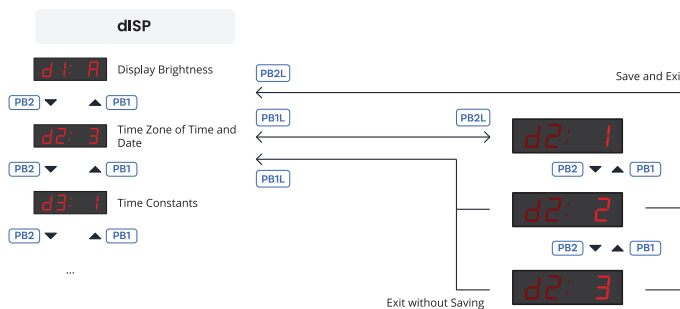 dISP
d1: A
Display Brightness
PB2L
Save and Exi
PB2
PB1
PB1L
PB2L
d2: 3
Time Zone of Time and
Date
d2: 1
PB2
PB1
PB1L
PB2
PB1
d3: 1
Time Constants
d2: 2
PB2
PB1
PB2
PB1
...
d2: 3
Exit without Saving